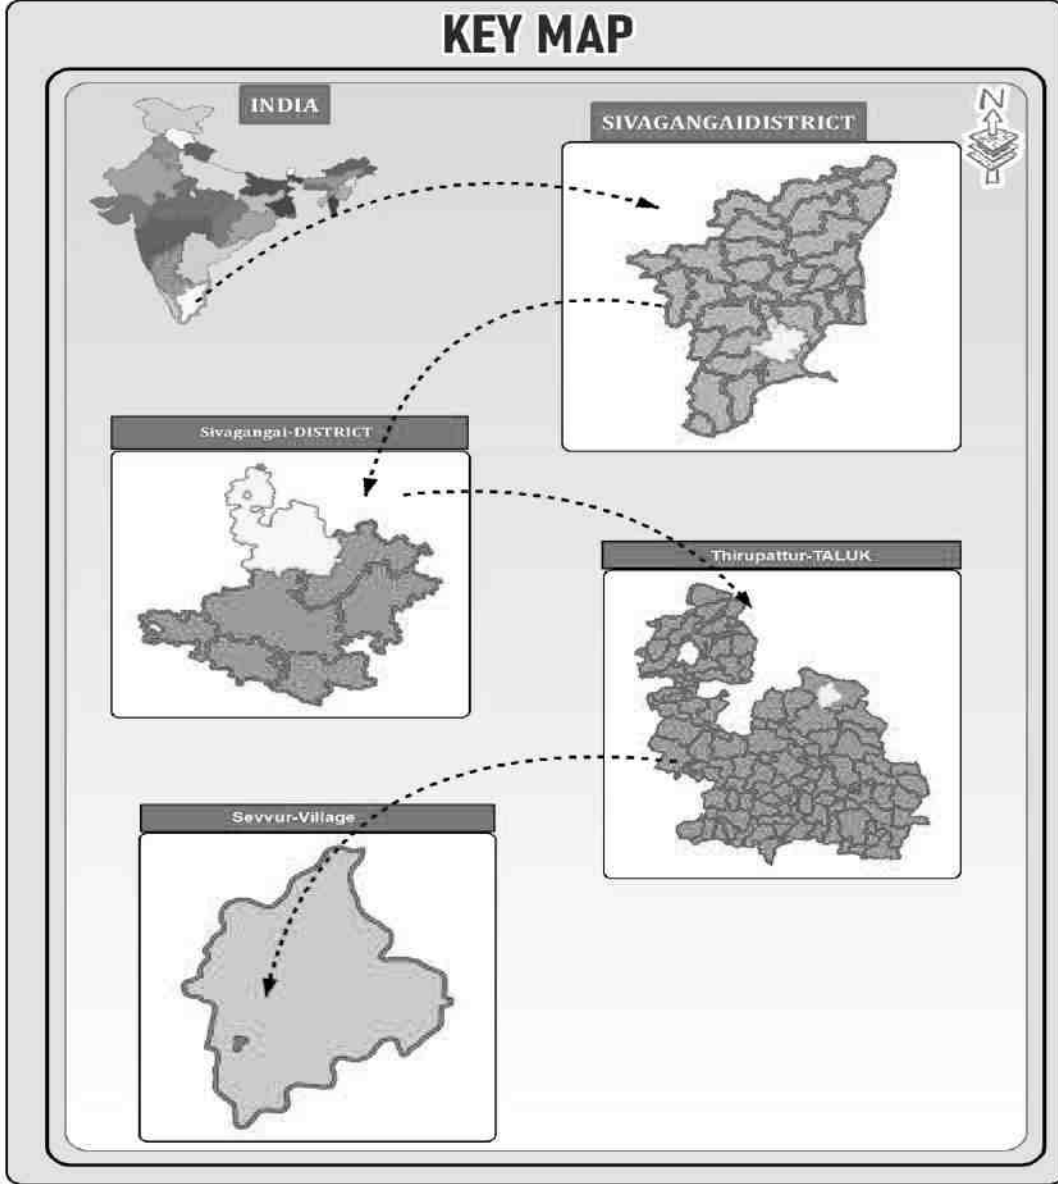 KEY MAP
INDIA
SIVAGANGAIDISTRICT
N
Sivagangai-DISTRICT
Thirupattur-TALUK
Sevvur-Village